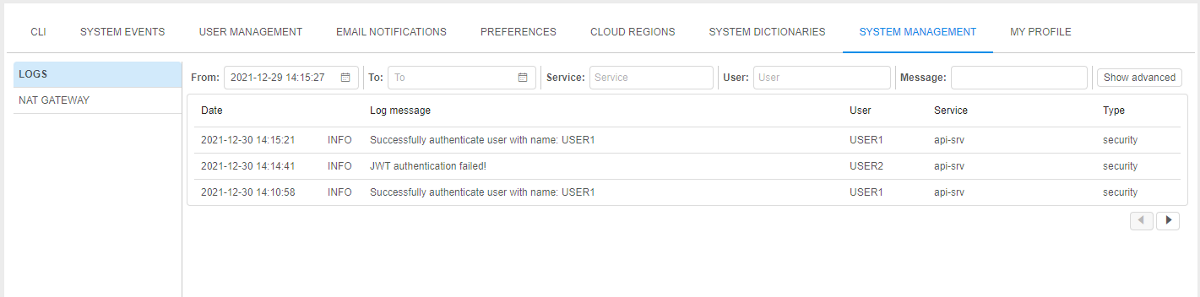 CLI SYSTEM EVENTS USER MANAGEMENT EMAIL NOTIFICATIONS PREFERENCES CLOUD REGIONS SYSTEM DICTIONARIES SYSTEM MANAGEMENT MY PROFILE
LOGS
NAT GATEWAY
From: 2021-12-29 14:15:27 To: To Service: Service User: User Message: Show advanced
Date Log message User Service Type
2021-12-30 14:15:21 INFO Successfully authenticate user with name: USER1 USER1 api-srv security
2021-12-30 14:14:41 INFO JWT authentication failed! USER2 api-srv security
2021-12-30 14:10:58 INFO Successfully authenticate user with name: USER1 USER1 api-srv security